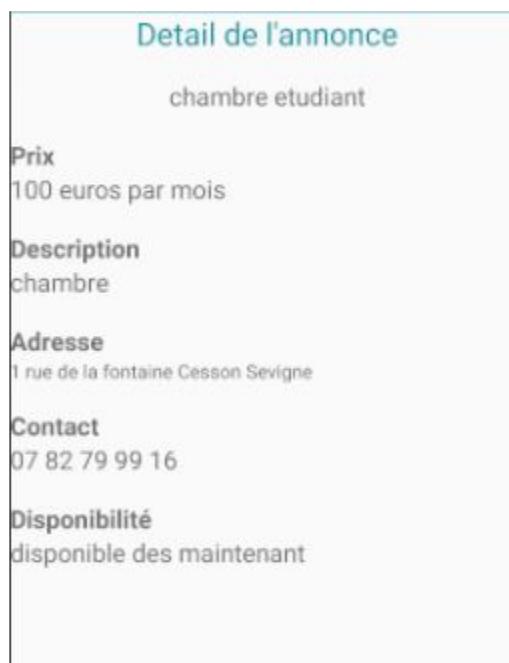 Detail de l'annonce
chambre etudiant
Prix
100 euros par mois
Description
chambre
Adresse
1 rue de la fontaine Cesson Sevigne
Contact
07 82 79 99 16
Disponibilité
disponible des maintenant